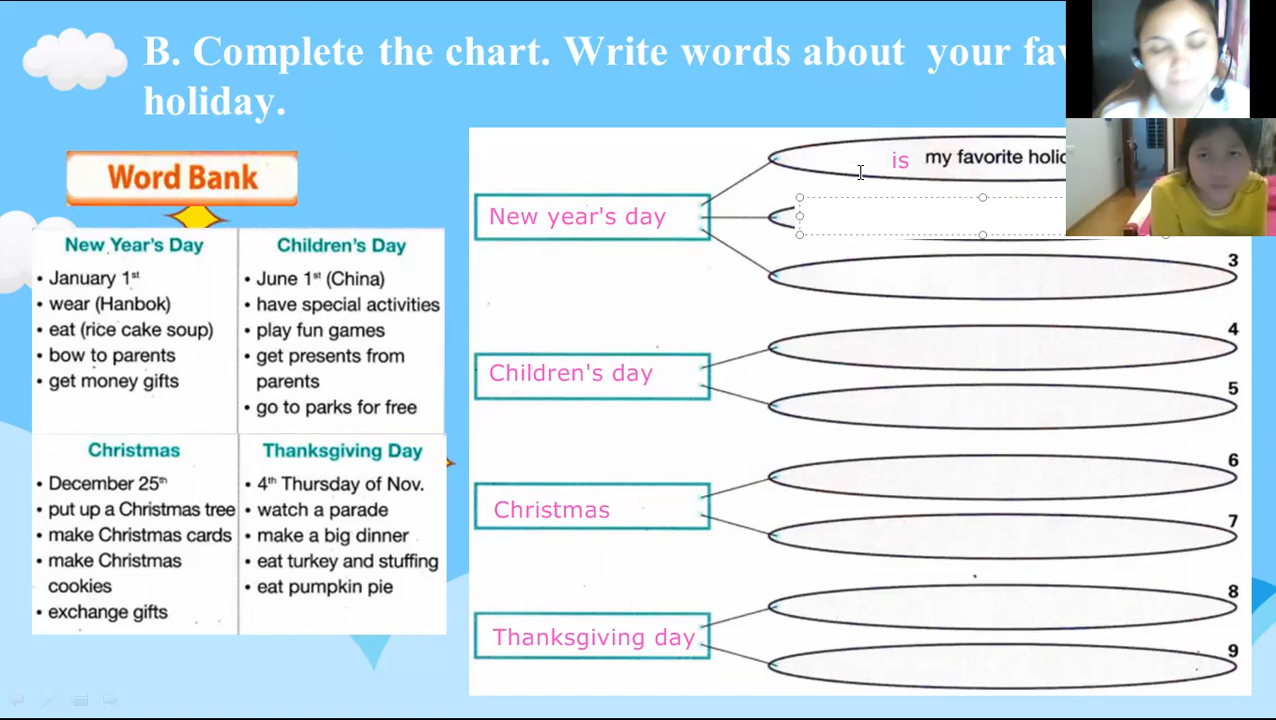 B. Complete the chart. Write words about your
holiday.
Word Bank
New Year's Day
• January 1st
• wear (Hanbok)
• eat (rice cake soup)
• bow to parents
• get money gifts
Children's Day
• June 1st (China)
• have special activities
• play fun games
• get presents from
parents
• go to parks for free
Christmas
• December 25th
• put up a Christmas tree
• make Christmas cards
• make Christmas
cookies
• exchange gifts
Thanksgiving Day
• 4th Thursday of Nov.
• watch a parade
• make a big dinner
• eat turkey and stuffing
• eat pumpkin pie
is my favorite
New year's day
3
Children's day
4
5
Christmas
6
7
Thanksgiving day
8
9